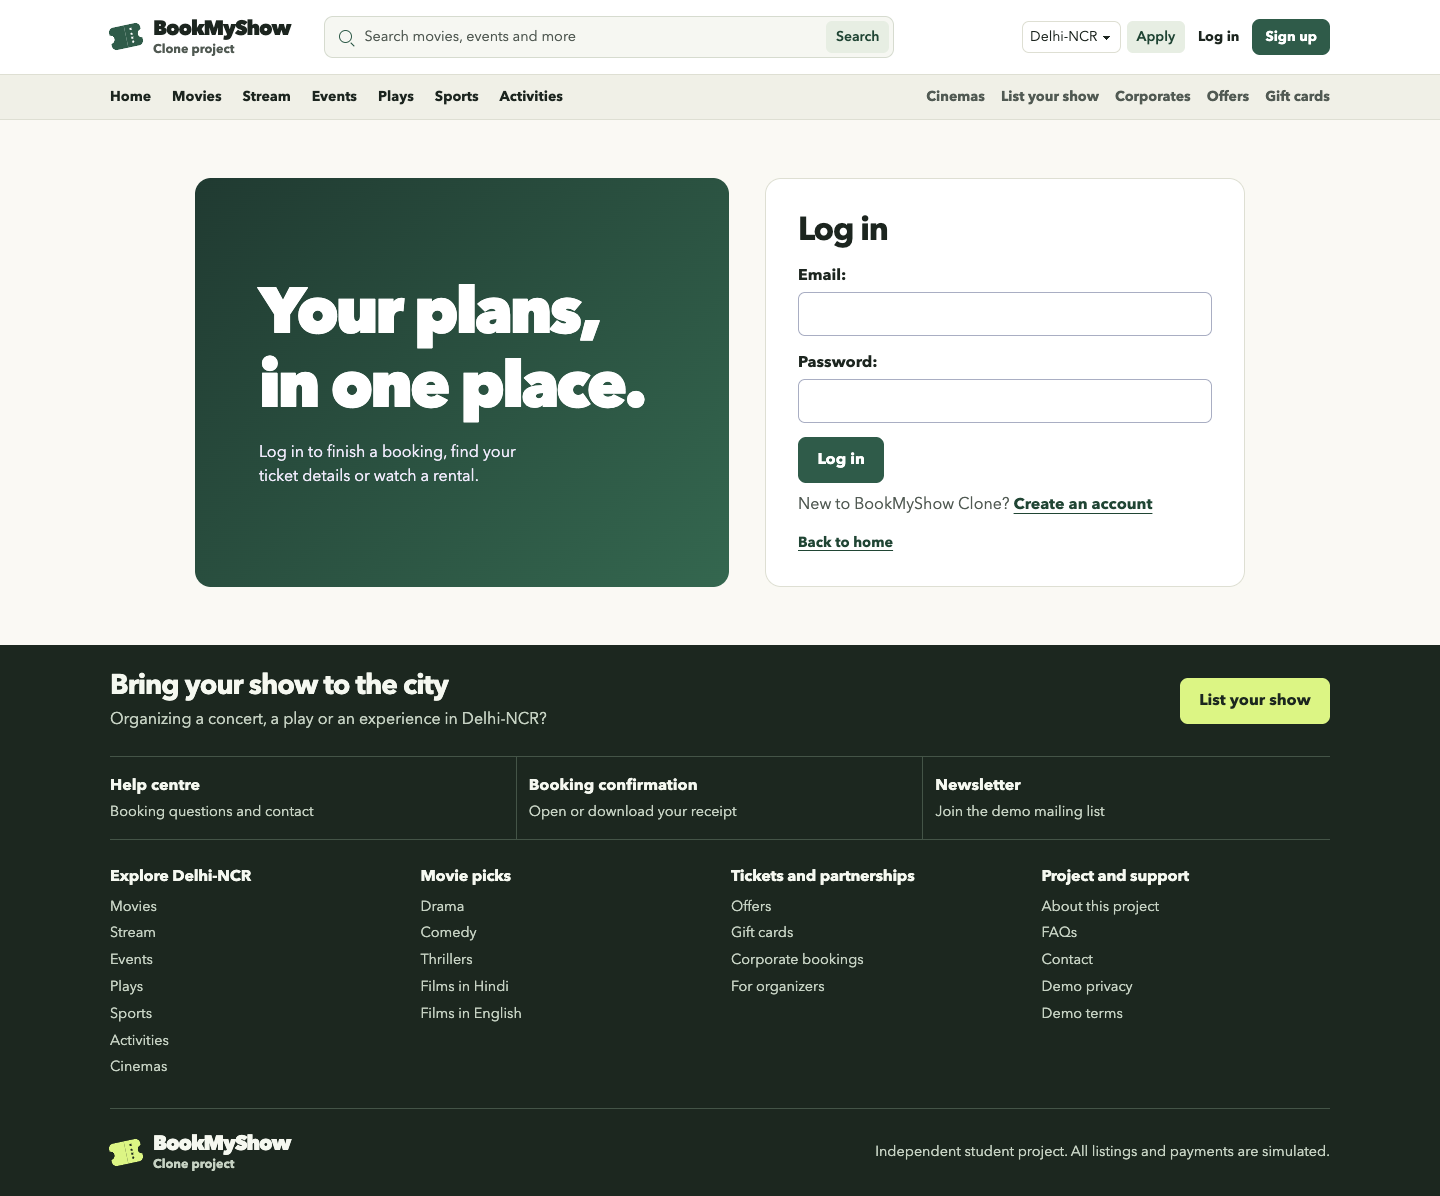 BookMyShow
Clone project
Search movies, events and more
Search
Delhi-NCR
Apply
Log in
Sign up
Home
Movies
Stream
Events
Plays
Sports
Activities
Cinemas
List your show
Corporates
Offers
Gift cards
Your plans,
in one place.
Log in to finish a booking, find your
ticket details or watch a rental.
Log in
Email:
Password:
Log in
New to BookMyShow Clone? Create an account
Back to home
Bring your show to the city
Organizing a concert, a play or an experience in Delhi-NCR?
List your show
Help centre
Booking questions and contact
Booking confirmation
Open or download your receipt
Newsletter
Join the demo mailing list
Explore Delhi-NCR
Movies
Stream
Events
Plays
Sports
Activities
Cinemas
Movie picks
Drama
Comedy
Thrillers
Films in Hindi
Films in English
Tickets and partnerships
Offers
Gift cards
Corporate bookings
For organizers
Project and support
About this project
FAQs
Contact
Demo privacy
Demo terms
BookMyShow
Clone project
Independent student project. All listings and payments are simulated.